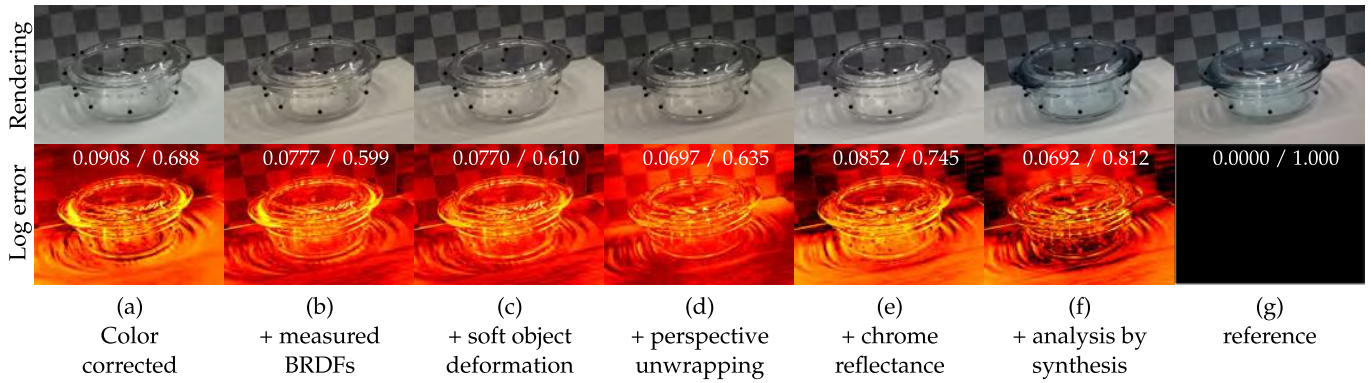 Rendering
Log error
0.0908 / 0.688
0.0777 / 0.599
0.0770 / 0.610
0.0697 / 0.635
0.0852 / 0.745
0.0692 / 0.812
0.0000 / 1.000
(a)
Color
corrected
(b)
+ measured
BRDFs
(c)
+ soft object
deformation
(d)
+ perspective
unwrapping
(e)
+ chrome
reflectance
(f)
+ analysis by
synthesis
(g)
reference